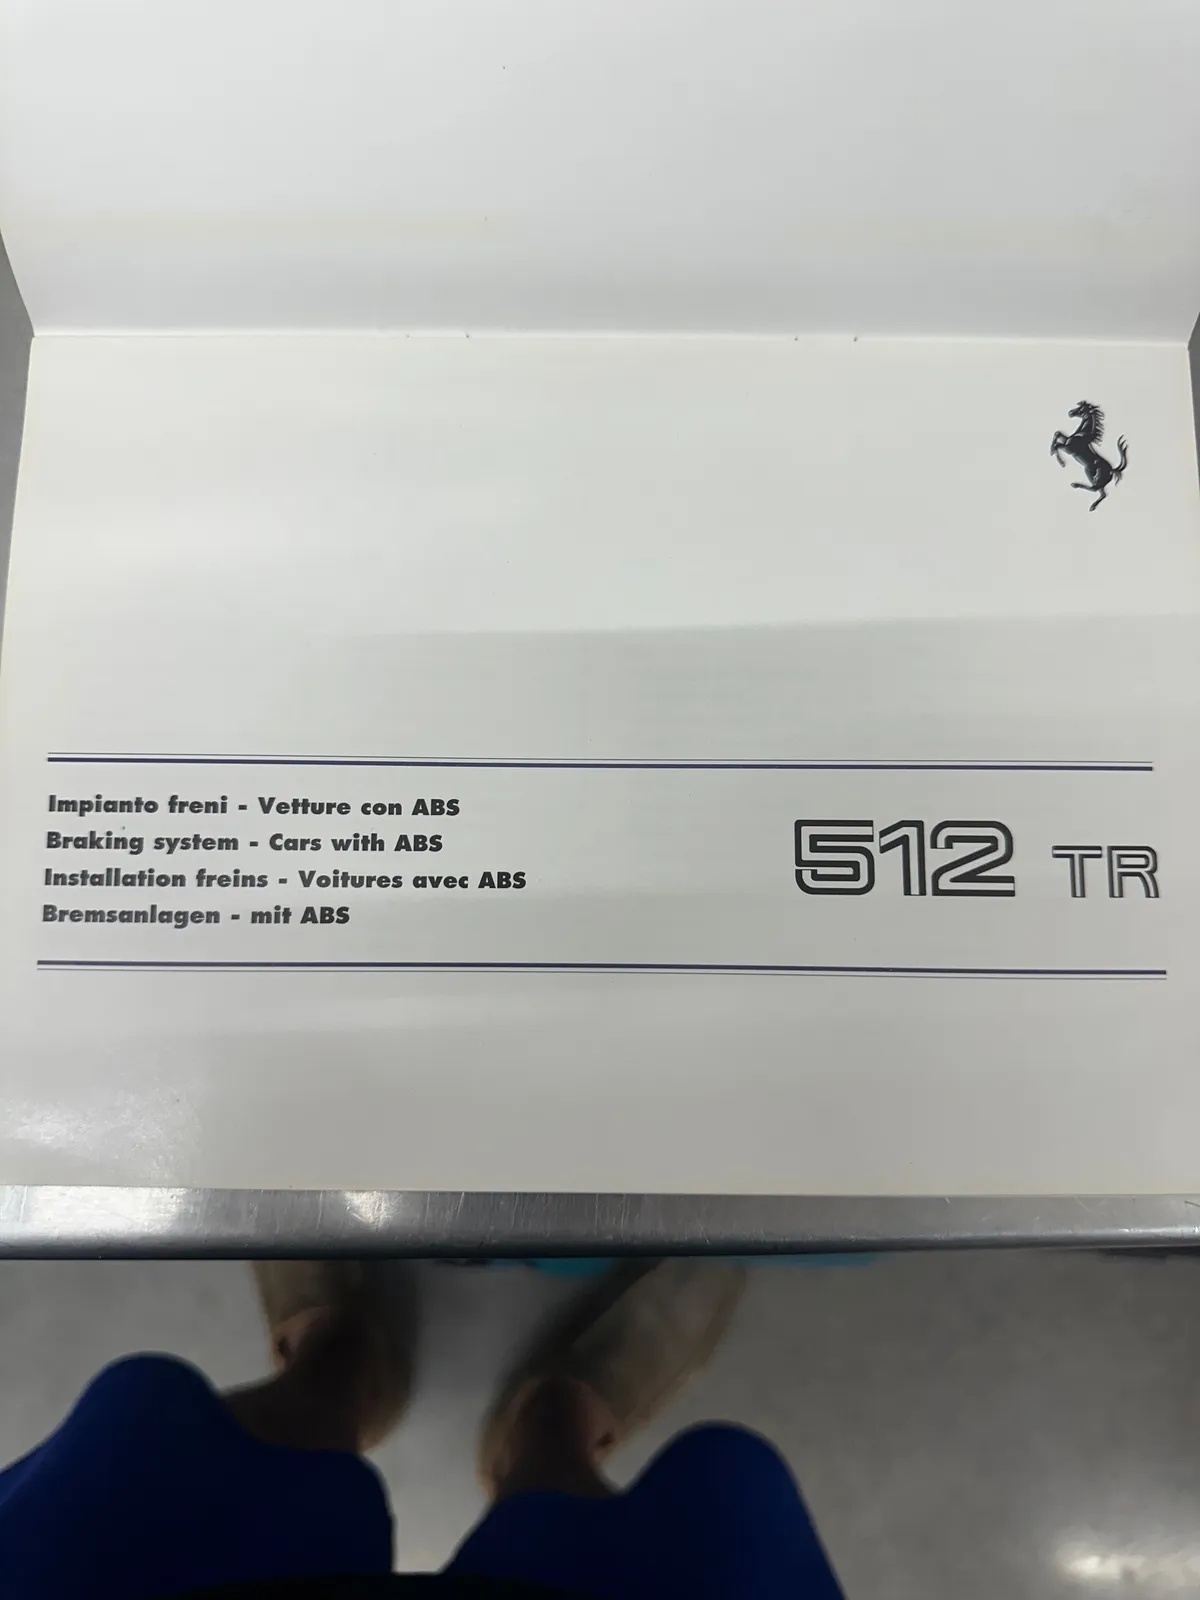 Impianto freni - Vetture con ABS
Braking system - Cars with ABS
Installation freins - Voitures avec ABS
Bremsanlagen - mit ABS
512 TR